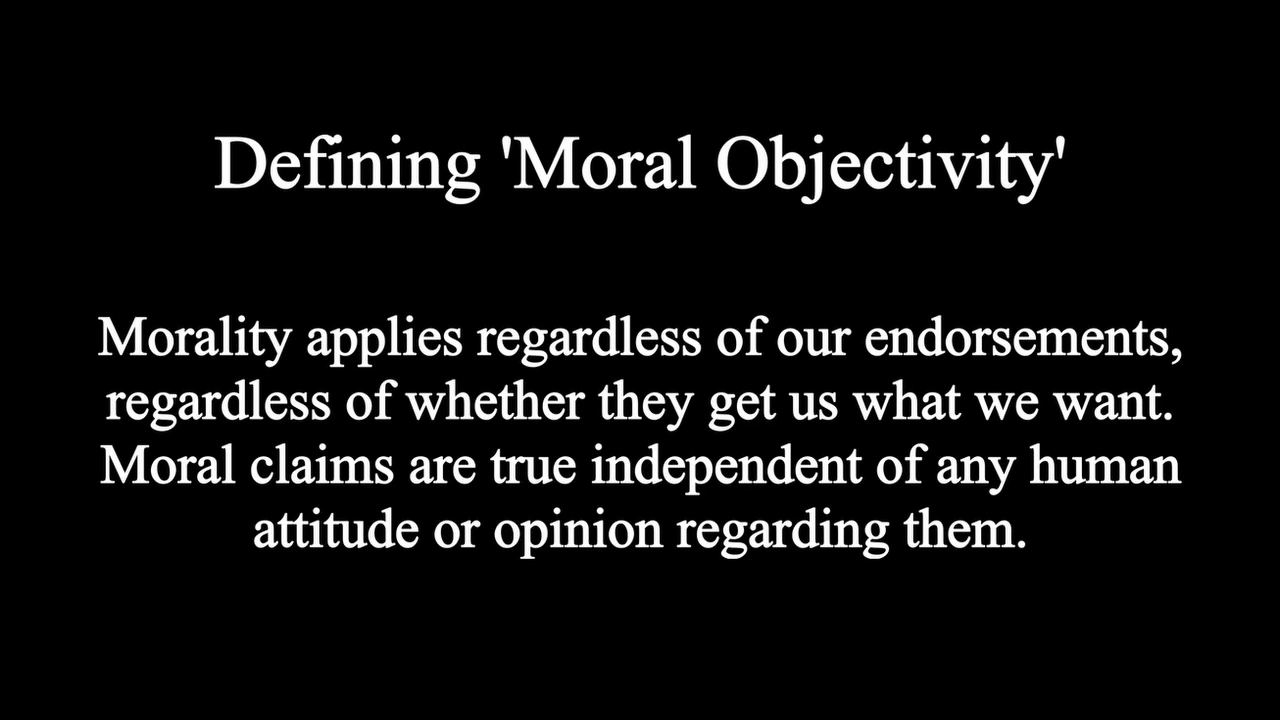 Defining 'Moral Objectivity'
Morality applies regardless of our endorsements,
regardless of whether they get us what we want.
Moral claims are true independent of any human
attitude or opinion regarding them.